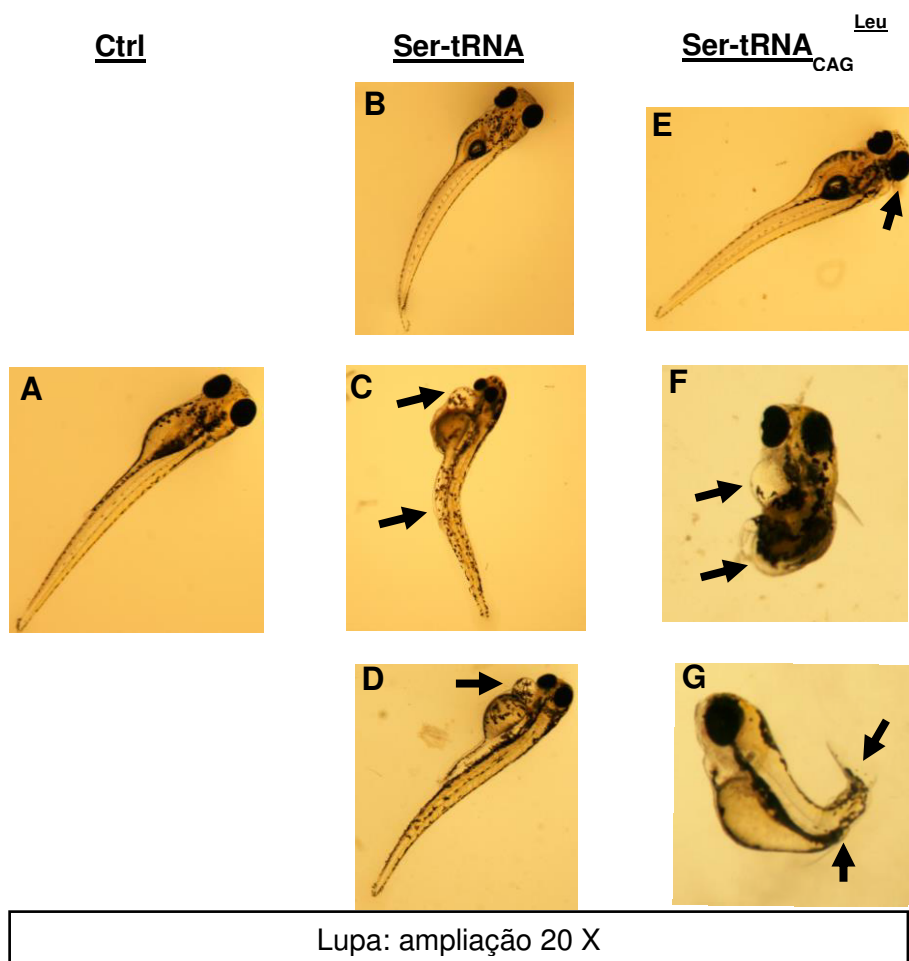 Ctrl
Ser-tRNA
Ser-tRNA CAG Leu
B
E
A
C
F
D
G
Lupa: ampliação 20 X